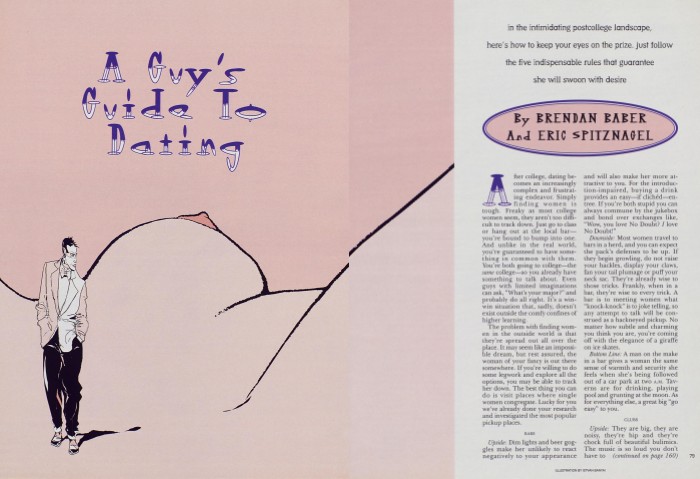 A Guy's
Guide To
Dating
in the intimidating postcollege landscape,
here's how to keep your eyes on the prize. just follow
the five indispensable rules that guarantee
she will swoon with desire
By BRENDAN BABER
And ERIC SPITZNAGEL
After college, dating be-
comes an increasingly
complex and frustrat-
ing endeavor. Simply
finding women is
tough. Freaky as most college
women seem, they aren't too diffi-
cult to track down. Just go to class
or hang out at the local bar—
you're bound to bump into one.
And unlike in the real world,
you're guaranteed to have some-
thing in common with them.
You're both going to college—the
same college—so you already have
something to talk about. Even
guys with limited imaginations
can ask, "What's your major?" and
probably do all right. It's a win-
win situation that, sadly, doesn't
exist outside the comfy confines of
higher learning.
The problem with finding wom-
en in the outside world is that
they're spread out all over the
place. It may seem like an impossi-
ble dream, but rest assured, the
woman of your fancy is out there
somewhere. If you're willing to do
some legwork and explore all the
options, you may be able to track
her down. The best thing you can
do is visit places where single
women congregate. Lucky for you
we've already done your research
and investigated the most popular
pickup places.
BARS
Upside: Dim lights and beer gog-
gles make her unlikely to react
negatively to your appearance
and will also make her more at-
tractive to you. For the introduc-
tion-impaired, buying a drink
provides an easy—if clichéd—en-
tree. If you're both stupid you can
always commune by the jukebox
and bond over exchanges like,
"Wow, you love No Doubt? I love
No Doubt!"
Downside: Most women travel to
bars in a herd, and you can expect
the pack's defenses to be up. If
they begin growling, do not raise
your hackles, display your claws,
fan your tail plumage or puff your
neck sac. They're already wise to
those tricks. Frankly, when in a
bar, they're wise to every trick. A
bar is to meeting women what
"knock-knock" is to joke telling, so
any attempt to talk will be con-
strued as a backneyed pickup. No
matter how subtle and charming
you think you are, you're coming
off with the elegance of a giraffe
on ice skates.
Bottom Line: A man on the make
in a bar gives a woman the same
sense of warmth and security she
feels when she's being followed
out of a car park at two A.M. Tav-
erns are for drinking, playing
pool and grunting at the moon. As
for everything else, a great big "go
easy" to you.
CLUBS
Upside: They are big, they are
noisy, they're hip and they're
chock full of beautiful bulimics.
The music is so loud you don't
have to (continued on page 160)
75